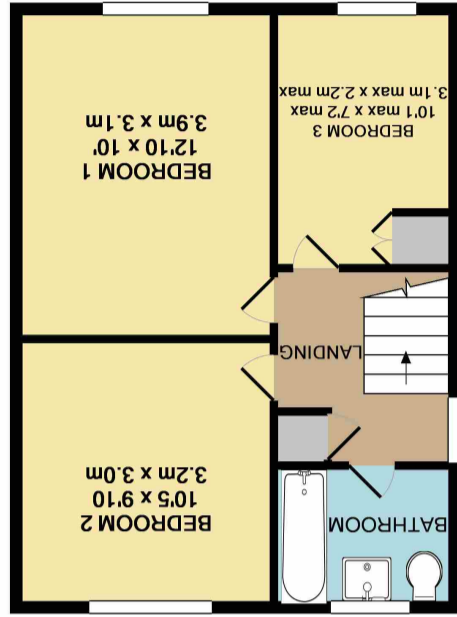 BATHROOM
BEDROOM 2
10'5 x 9'10
3.2m x 3.0m
LANDING
BEDROOM 1
12'10 x 10'
3.9m x 3.1m
BEDROOM 3
10'1 max x 7'2 max
3.1m max x 2.2m max